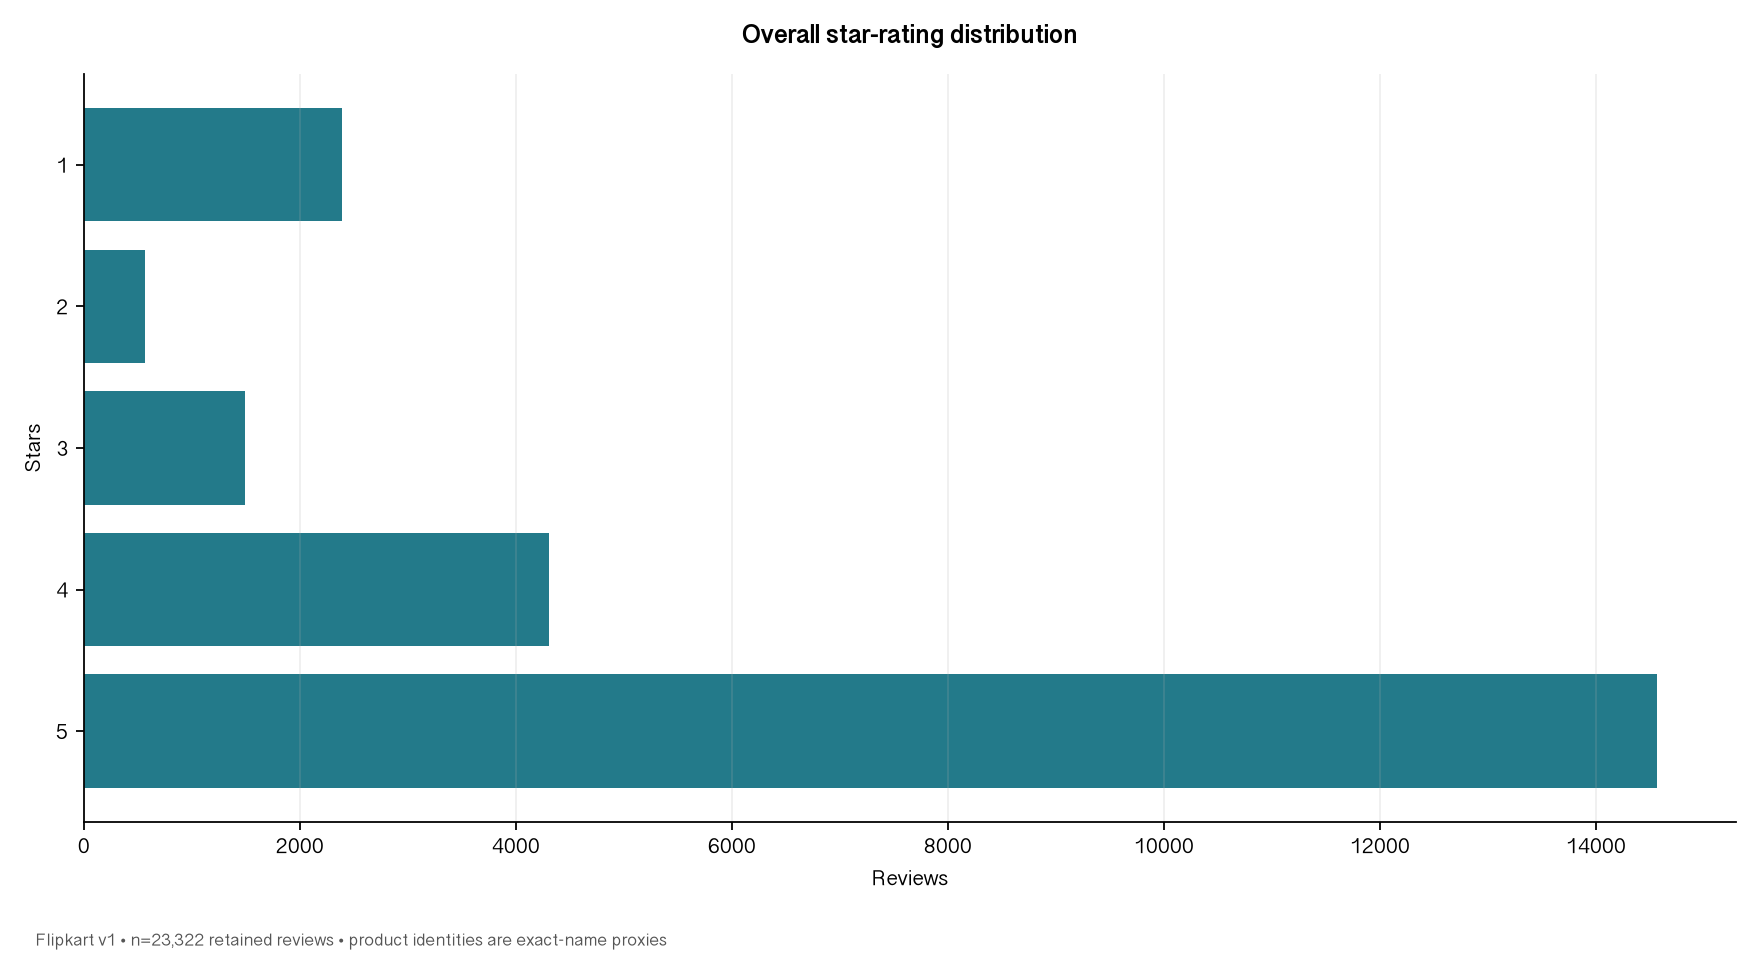 Overall star-rating distribution
1
2
3
4
5
Stars
0 2000 4000 6000 8000 10000 12000 14000
Reviews
Flipkart v1 • n=23,322 retained reviews • product identities are exact-name proxies